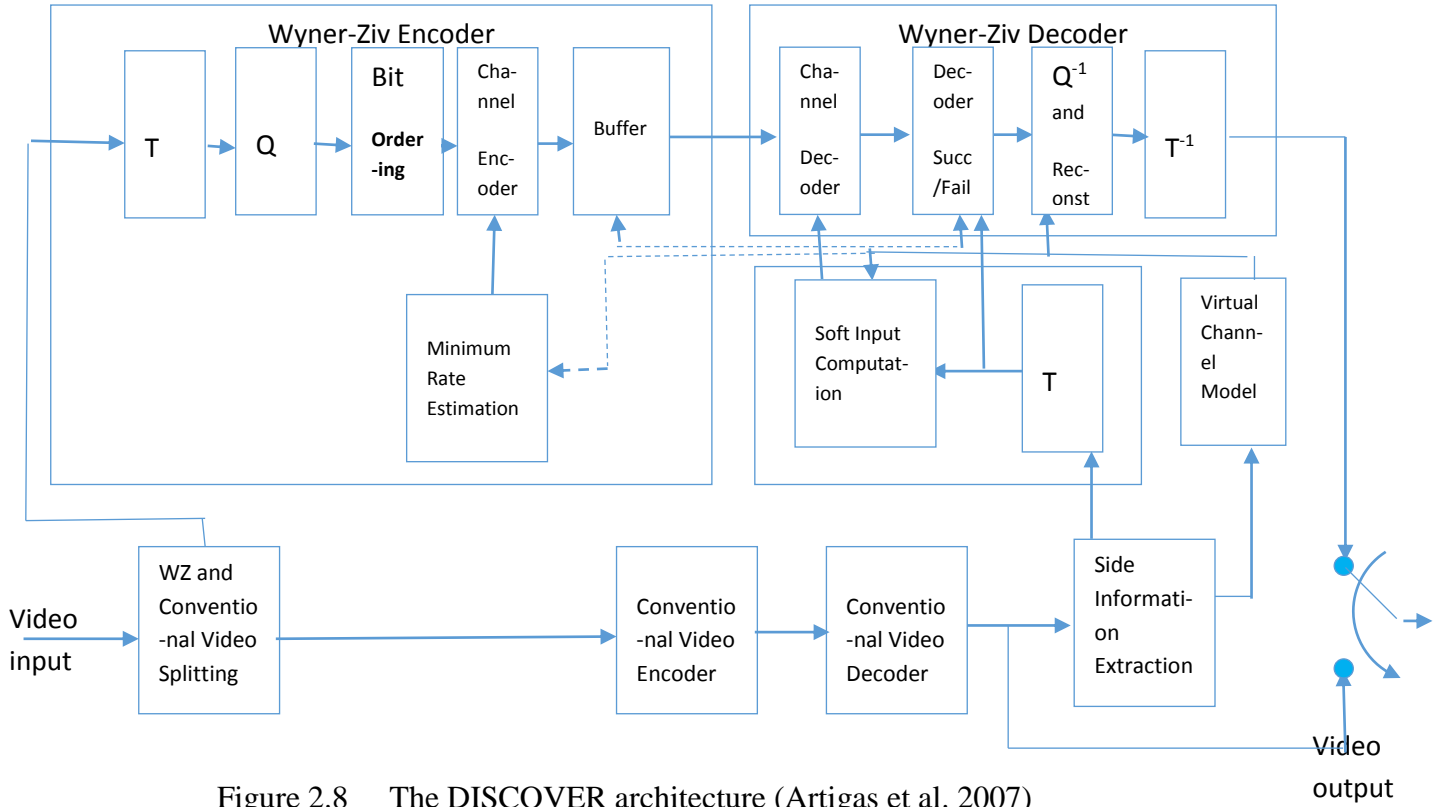 Wyner-Ziv Encoder
Wyner-Ziv Decoder
T
Q
Bit
Order
-ing
Cha-
nnel
Enc-
oder
Buffer
Cha-
nnel
Dec-
oder
Dec-
oder
Succ
/Fail
Q-1
and
Rec-
onst
T-1
Minimum
Rate
Estimation
Soft Input
Computat-
ion
T
Virtual
Chann-
el
Model
Video
input
WZ and
Conventio
-nal Video
Splitting
Conventio
-nal Video
Encoder
Conventio
-nal Video
Decoder
Side
Informati-
on
Extraction
Video
output
Figure 2.8 The DISCOVER architecture (Artigas et al, 2007)